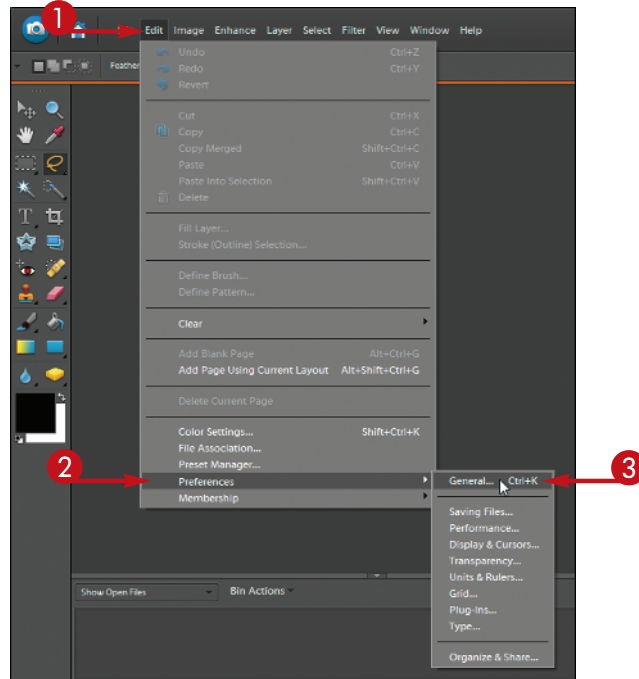 1
Edit Image Enhance Layer Select Filter View Window Help
Feather
Undo Ctrl+Z
Redo Ctrl+Y
Revert
Cut Ctrl+X
Copy Ctrl+C
Copy Merged Shift+Ctrl+C
Paste Ctrl+V
Paste Into Selection Shift+Ctrl+V
Delete
Fill Layer...
Stroke (Outline) Selection...
Define Brush...
Define Pattern...
Clear
Add Blank Page Alt+Ctrl+G
Add Page Using Current Layout Alt+Shift+Ctrl+G
Delete Current Page
Color Settings... Shift+Ctrl+K
File Association...
Preset Manager...
2
Preferences
Membership
General... Ctrl+K
3
Saving Files...
Performance...
Display & Cursors...
Transparency...
Units & Rulers...
Grid...
Plug-Ins...
Type...
Organize & Share...
Show Open Files Bin Actions